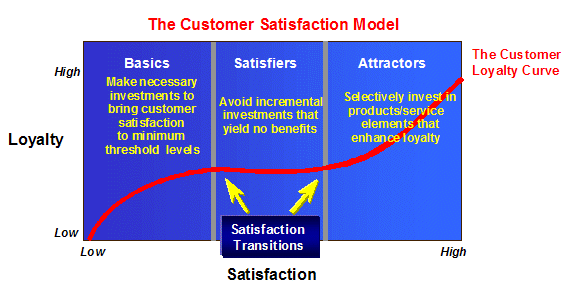 The Customer Satisfaction Model
Basics
Make necessary
investments to
bring customer
satisfaction
to minimum
threshold levels
Satisfiers
Avoid incremental
investments that
yield no benefits
Attractors
Selectively invest in
products/service
elements that
enhance loyalty
The Customer
Loyalty Curve
High
Loyalty
Low
Satisfaction
Transitions
Low
High
Satisfaction